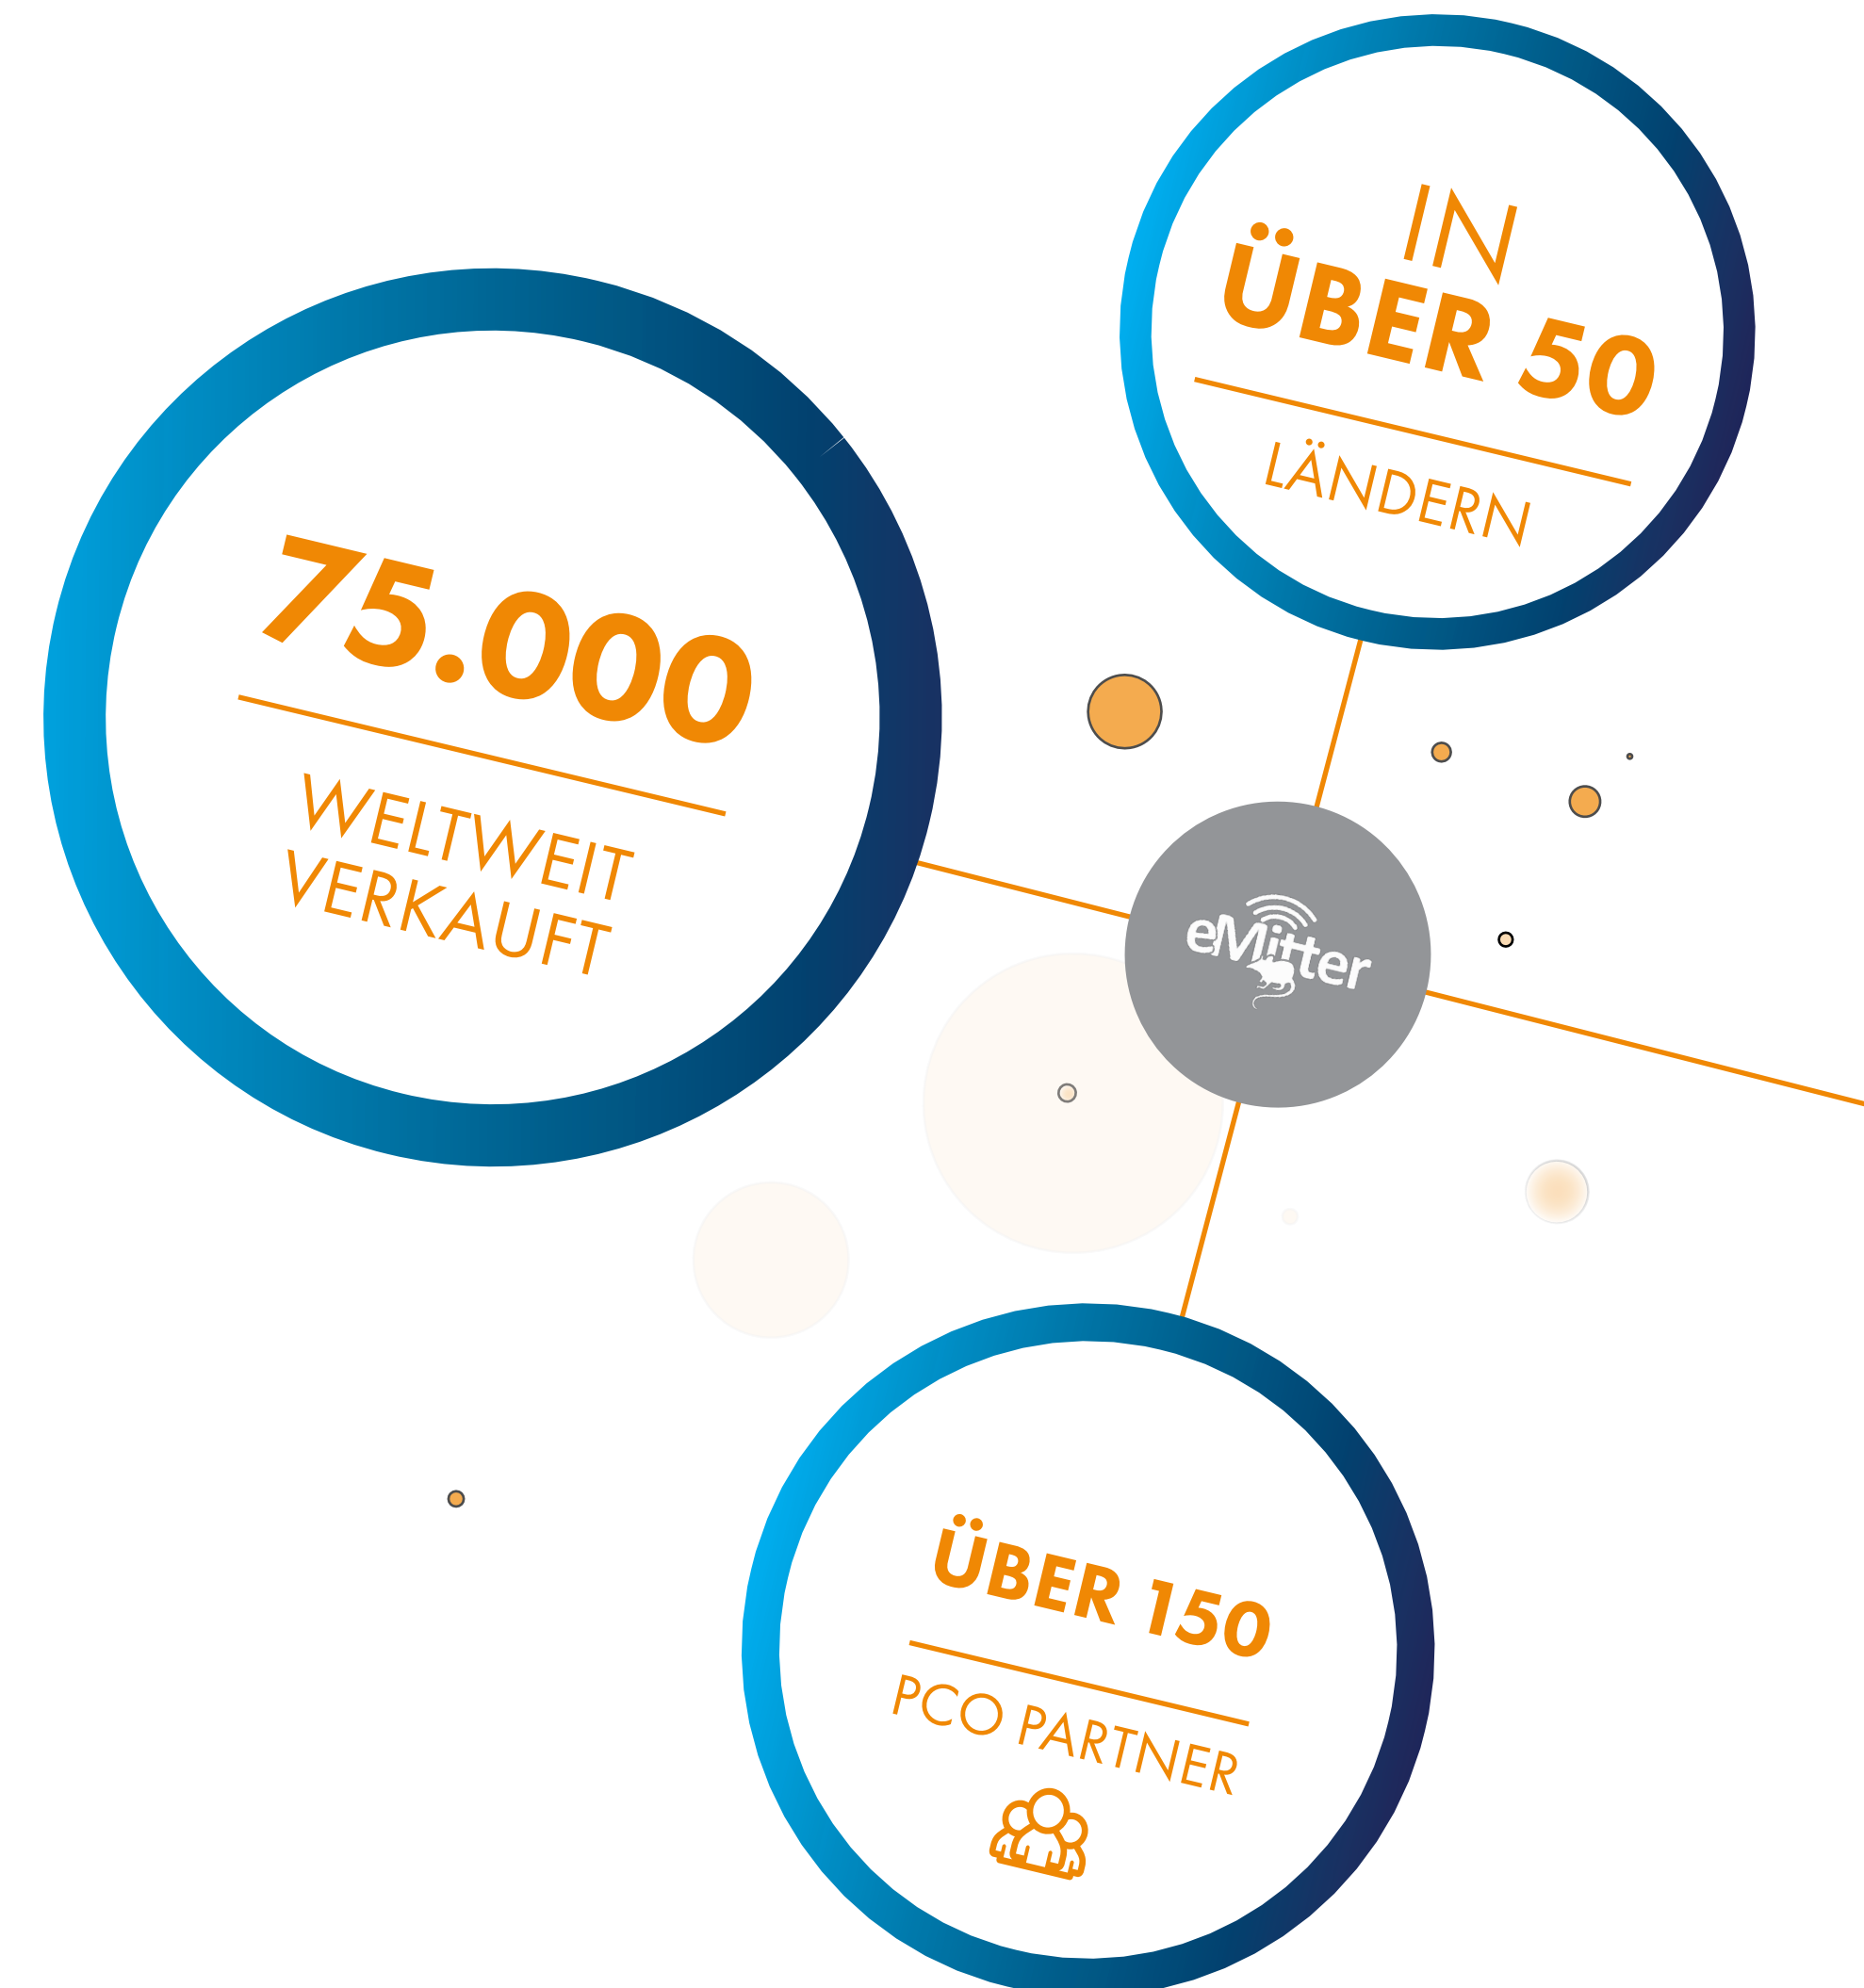 IN
ÜBER 50
LÄNDERN
75.000
WELTWEIT
VERKAUFT
eMitter
ÜBER 150
PCO PARTNER